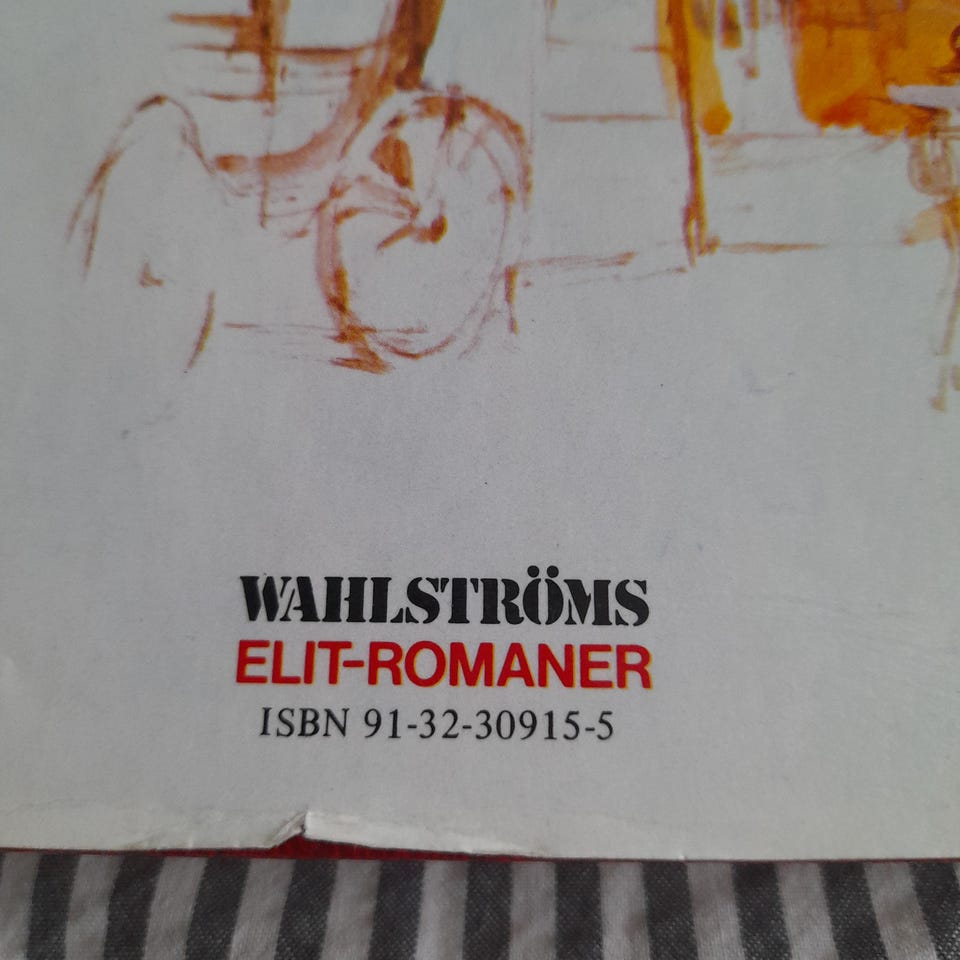 WAHLSTRÖMS
ELIT-ROMANER
ISBN 91-32-30915-5